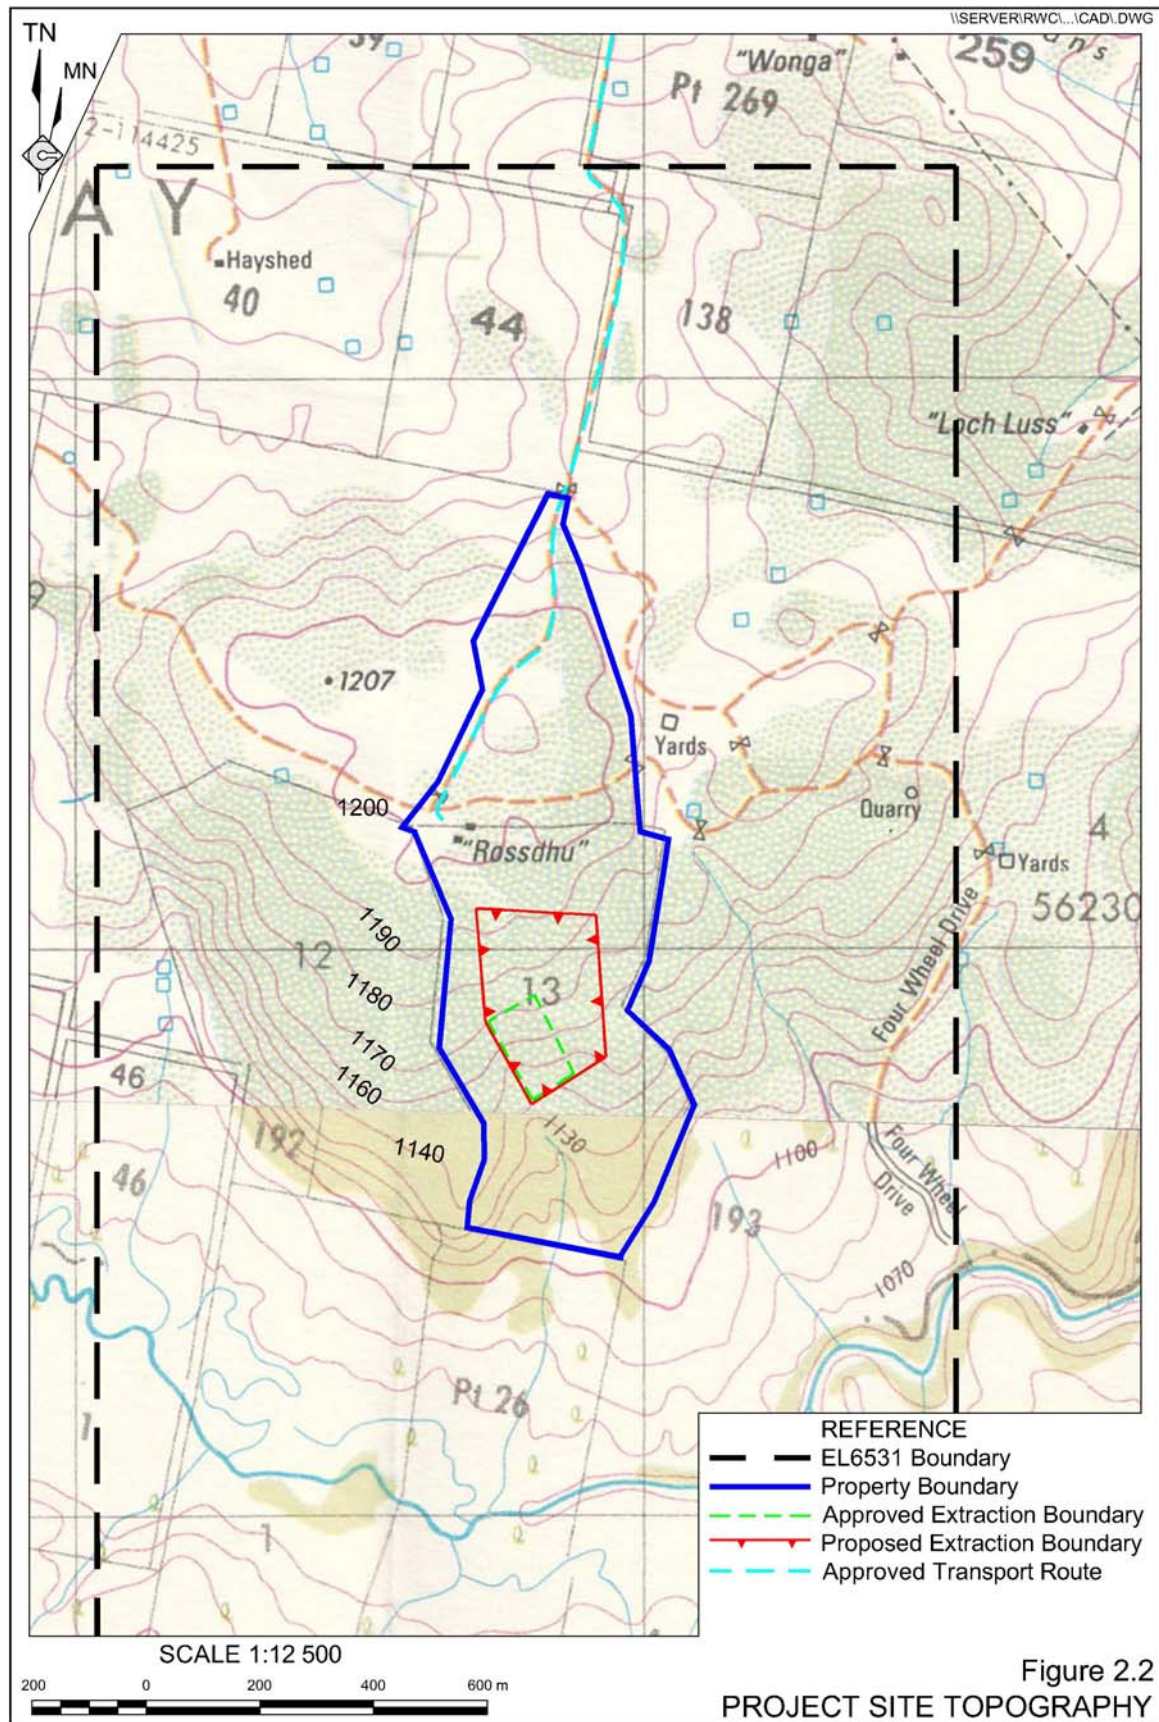 \\SERVER\RWC\...\CAD\.DWG
TN
MN
39
"Wonga"
259
Pt 269
2-114425
A Y
Hayshed
40
44
138
"Loch Luss"
9
1207
Yards
1200
Quarry
"Rossdhu"
Yards
4
56230
1190
12
1180
13
Four Wheel Drive
1170
46
1160
192
1140
1130
1100
Four Wheel
Drive
46
193
1070
Pt 26
1
1
REFERENCE
EL6531 Boundary
Property Boundary
Approved Extraction Boundary
Proposed Extraction Boundary
Approved Transport Route
SCALE 1:12 500
200 0 200 400 600 m
Figure 2.2
PROJECT SITE TOPOGRAPHY